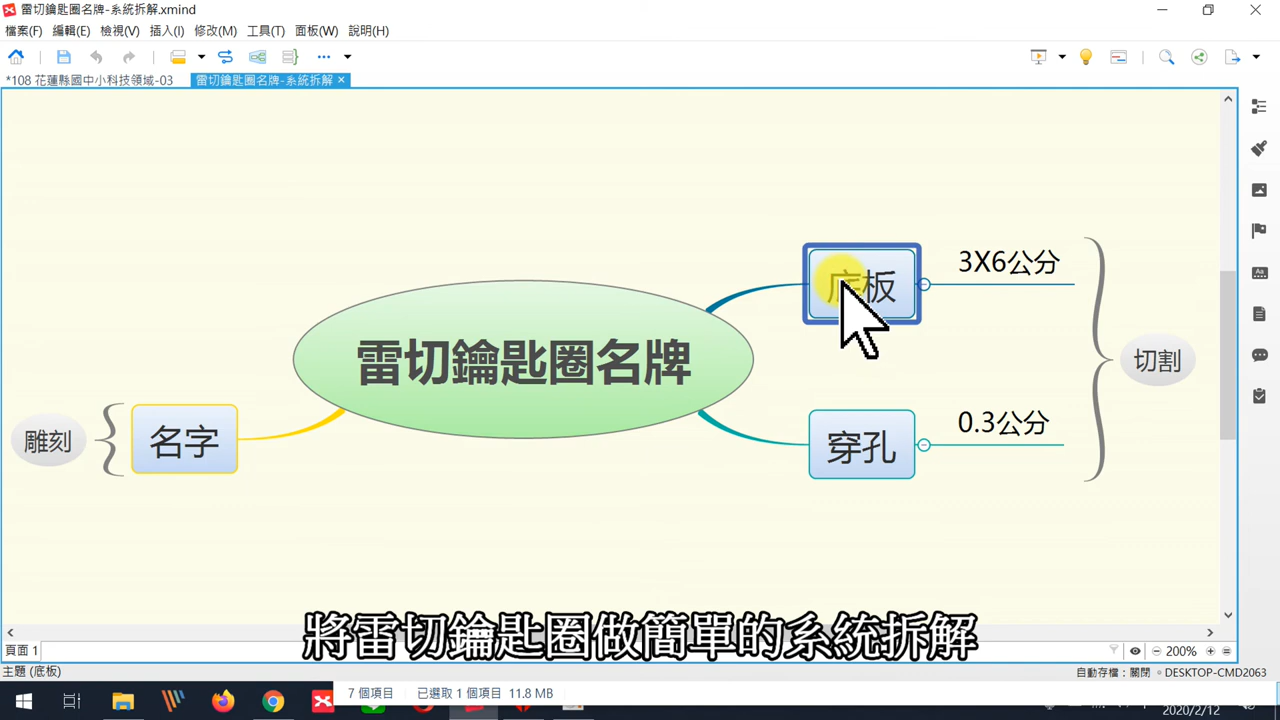 雷切鑰匙圈名牌-系統拆解.xmind
檔案(F) 編輯(E) 檢視(V) 插入(I) 修改(M) 工具(T) 面板(W) 說明(H)
*108 花蓮縣國中小科技領域-03 雷切鑰匙圈名牌-系統拆解
底板
3X6公分
雷切鑰匙圈名牌
切割
雕刻
名字
穿孔
0.3公分
將雷切鑰匙圈做簡單的系統拆解
頁面 1
200%
主題 (底板)
自動存檔：關閉
DESKTOP-CMD2063
7 個項目 已選取 1 個項目 11.8 MB
2020/2/12